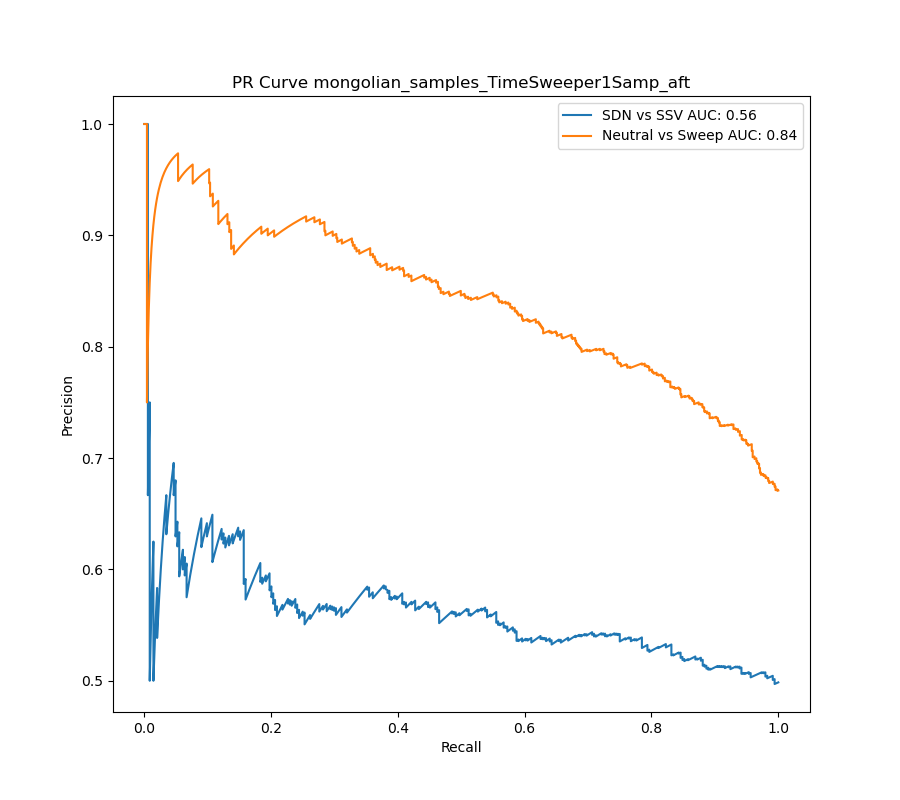 PR Curve mongolian_samples_TimeSweeper1Samp_aft
SDN vs SSV AUC: 0.56
Neutral vs Sweep AUC: 0.84
1.0
0.9
0.8
0.7
0.6
0.5
Precision
0.0 0.2 0.4 0.6 0.8 1.0
Recall